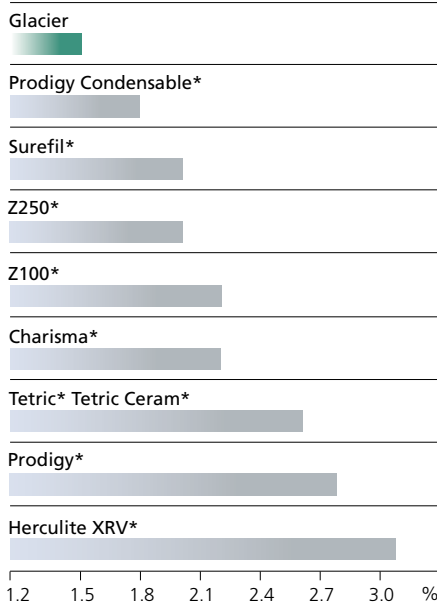 Glacier
Prodigy Condensable*
Surefil*
Z250*
Z100*
Charisma*
Tetric* Tetric Ceram*
Prodigy*
Herculite XRV*
1.2 1.5 1.8 2.1 2.4 2.7 3.0 %